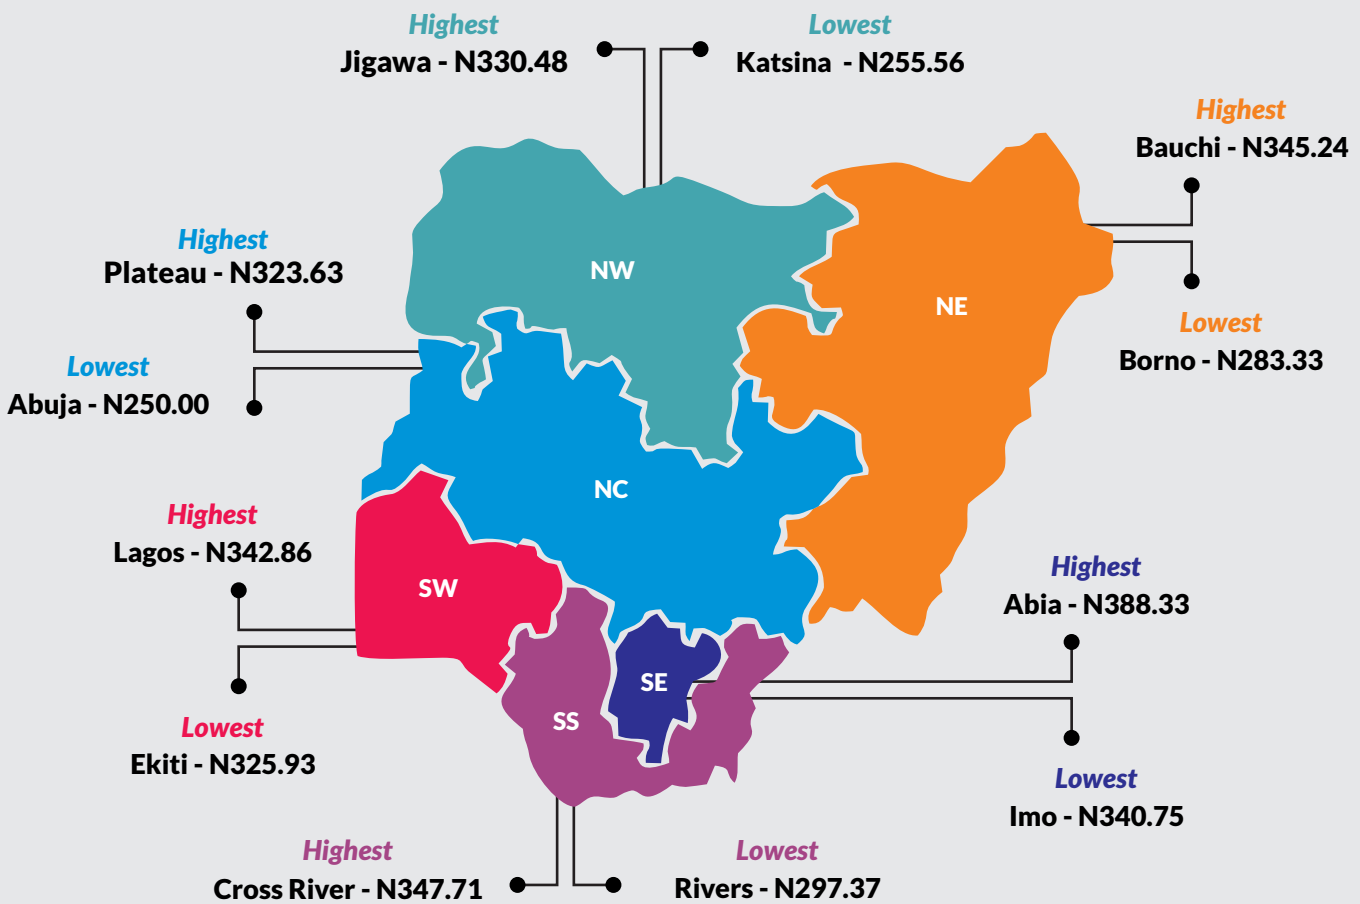 Highest
Jigawa - N330.48
Lowest
Katsina - N255.56
Highest
Bauchi - N345.24
Lowest
Borno - N283.33
Highest
Plateau - N323.63
Lowest
Abuja - N250.00
NW
NE
NC
Highest
Lagos - N342.86
SW
Lowest
Ekiti - N325.93
Highest
Abia - N388.33
SE
SS
Lowest
Imo - N340.75
Highest
Cross River - N347.71
Lowest
Rivers - N297.37